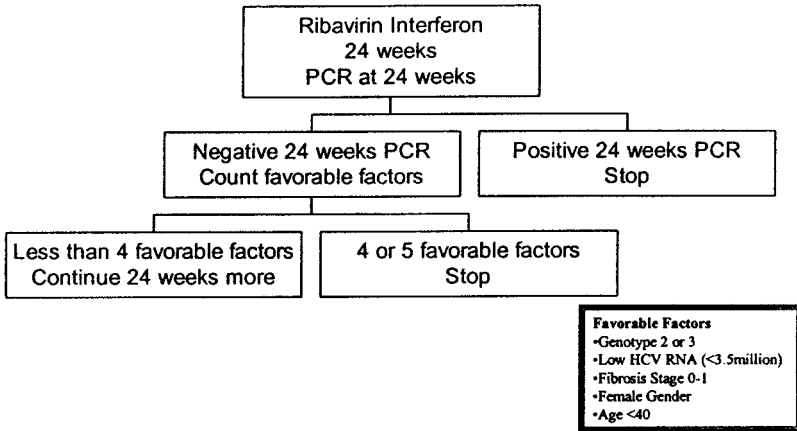 Ribavirin Interferon
24 weeks
PCR at 24 weeks
Negative 24 weeks PCR
Count favorable factors
Positive 24 weeks PCR
Stop
Less than 4 favorable factors
Continue 24 weeks more
4 or 5 favorable factors
Stop
Favorable Factors
•Genotype 2 or 3
•Low HCV RNA (<3.5million)
•Fibrosis Stage 0-1
•Female Gender
•Age <40